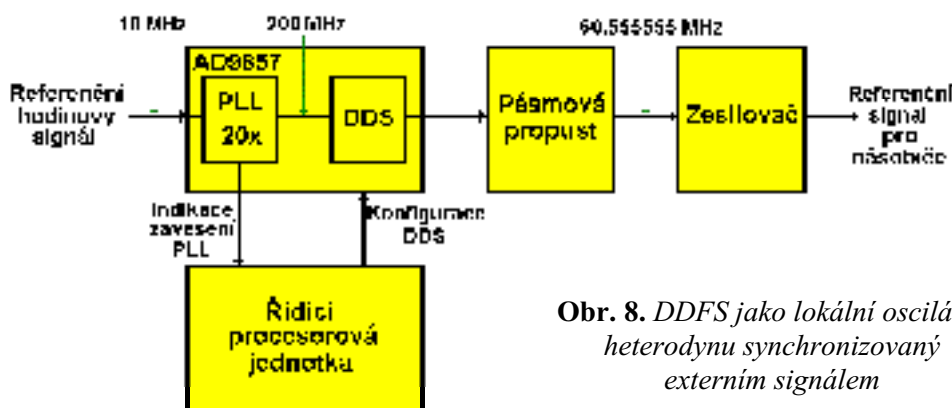 10 MHz
200 MHz
60.555555 MHz
AD9857
Referenční
hodinový
signál
PLL
20x
DDS
Pásmová
propust
Zesilovač
Referenční
signál
pro
násobiče
Indikace
zavěšení
PLL
Konfigurace
DDS
Řídící
procesorová
jednotka
Obr. 8. DDFS jako lokální oscilá
heterodynu synchronizovaný
externím signálem